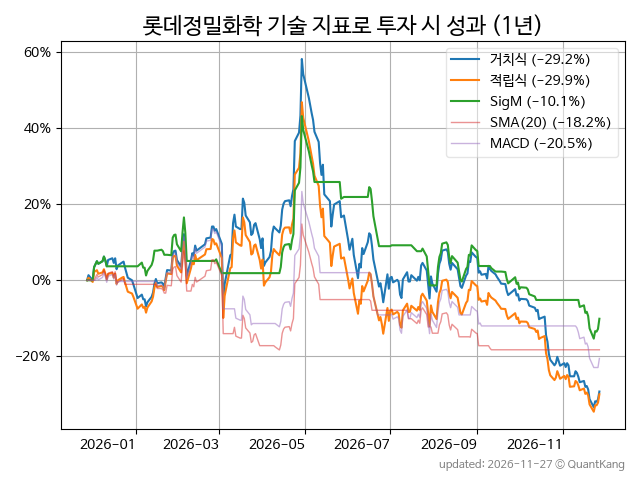 롯데정밀화학 기술 지표로 투자 시 성과 (1년)
60%
40%
20%
0%
−20%
거치식 (−29.2%)
적립식 (−29.9%)
SigM (−10.1%)
SMA(20) (−18.2%)
MACD (−20.5%)
2026-01
2026-03
2026-05
2026-07
2026-09
2026-11
updated: 2026-11-27 © QuantKang